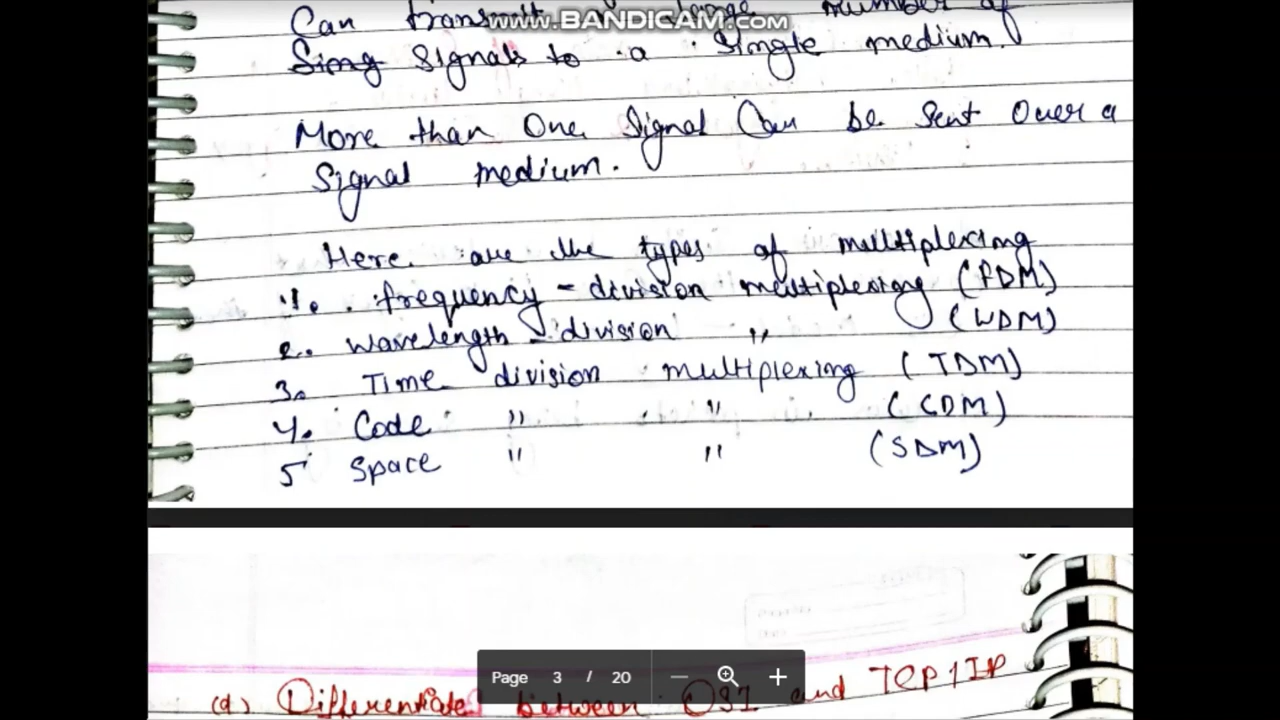 Can transmit a large number of
www.BANDICAM.com
Sing Signals to a Single medium.
More than One Signal Can be Sent Over a
Signal medium.
Here are the types of multiplexing
1. frequency - division multiplexing (FDM)
2. wavelength - division " (WDM)
3. Time division multiplexing (TDM)
4. Code " " (CDM)
5 Space " " (SDM)
(d) Differentiate between OSI and TCP/IP
Page 3 / 20